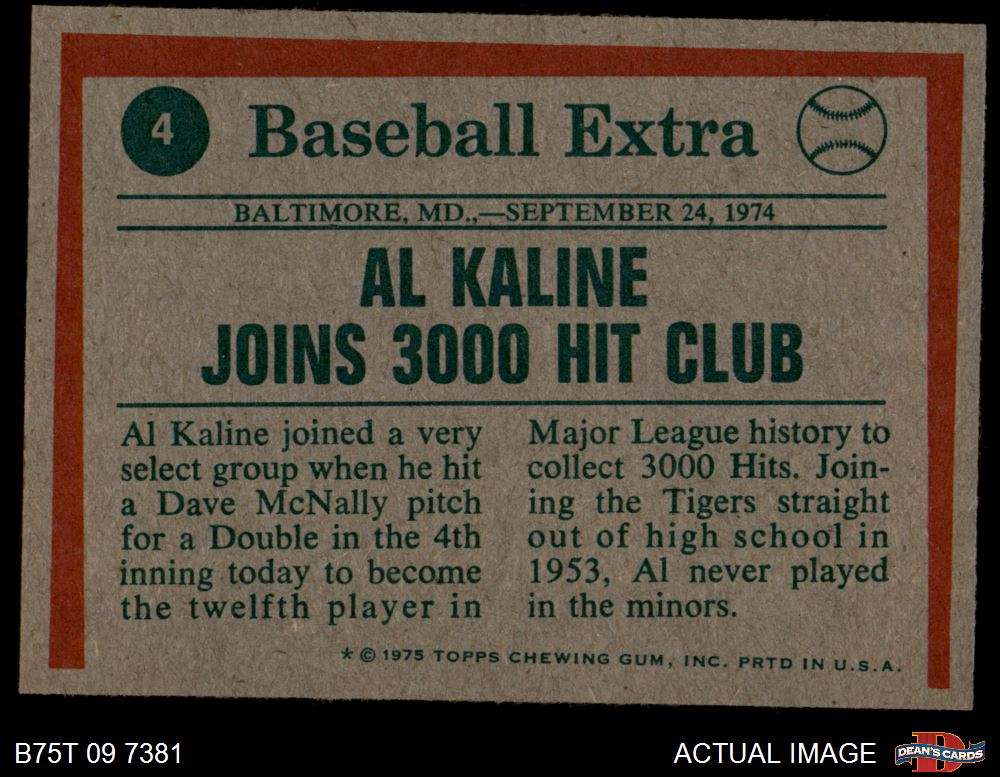 4
Baseball Extra
BALTIMORE, MD.,—SEPTEMBER 24, 1974
AL KALINE
JOINS 3000 HIT CLUB
Al Kaline joined a very
select group when he hit
a Dave McNally pitch
for a Double in the 4th
inning today to become
the twelfth player in
Major League history to
collect 3000 Hits. Join-
ing the Tigers straight
out of high school in
1953, Al never played
in the minors.
* © 1975 TOPPS CHEWING GUM, INC. PRTD IN U.S.A.
B75T 09 7381
ACTUAL IMAGE
D
DEAN'S CARDS